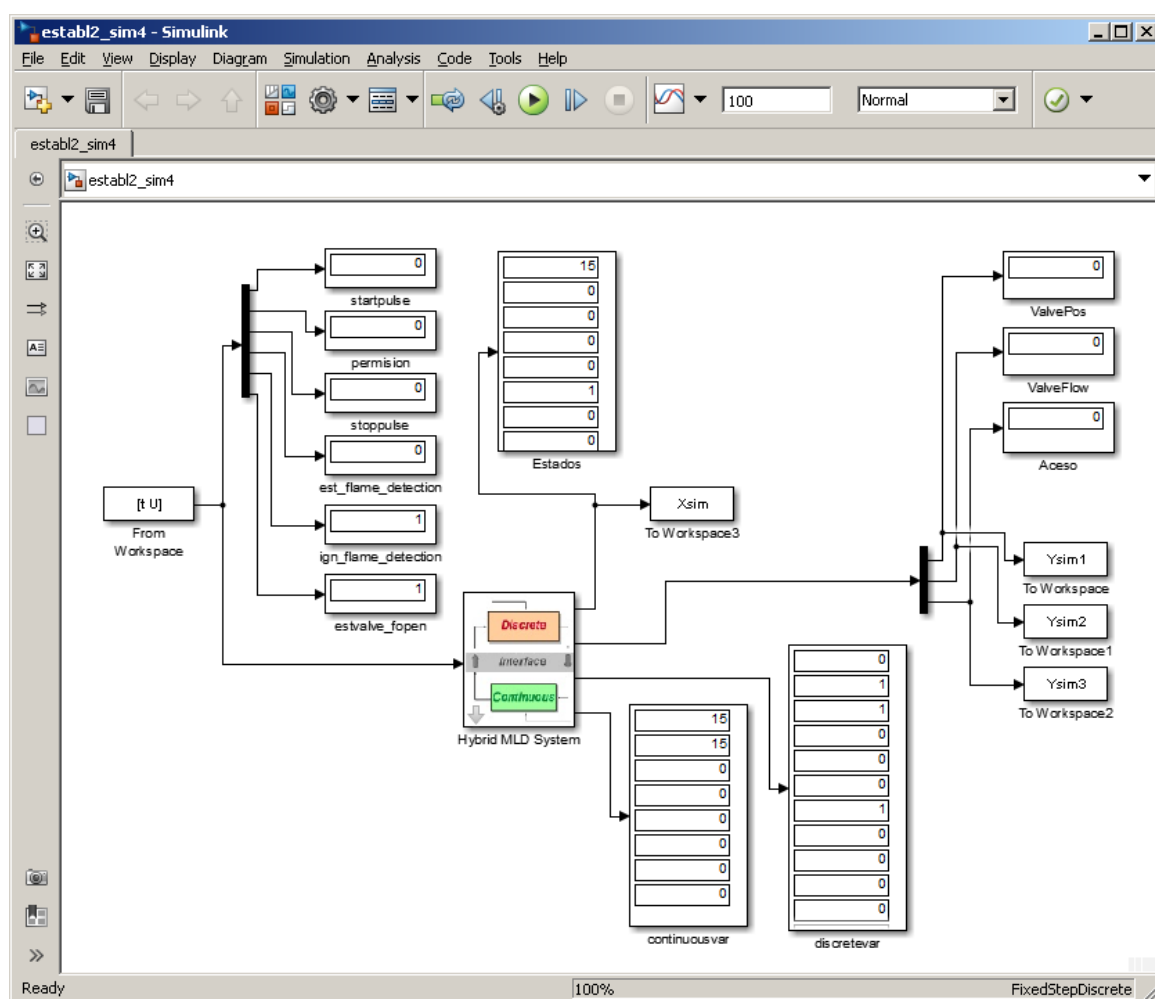 establ2_sim4 - Simulink
File Edit View Display Diagram Simulation Analysis Code Tools Help
100 Normal
establ2_sim4
establ2_sim4
0
startpulse
0
permision
0
stoppulse
0
est_flame_detection
1
ign_flame_detection
1
estvalve_fopen
[t U]
From
Workspace
15
0
0
0
0
1
0
0
Estados
Xsim
To Workspace3
Discrete
Interface
Continuous
Hybrid MLD System
15
15
0
0
0
0
0
0
continuousvar
0
1
1
0
0
0
1
0
0
0
0
discretevar
0
ValvePos
0
ValveFlow
0
Aceso
Ysim1
To Workspace
Ysim2
To Workspace1
Ysim3
To Workspace2
Ready 100% FixedStepDiscrete